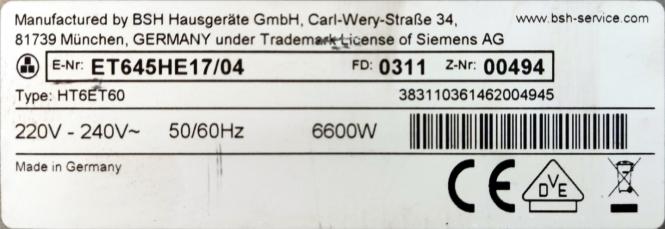 Manufactured by BSH Hausgeräte GmbH, Carl-Wery-Straße 34, www.bsh-service.com
81739 München, GERMANY under Trademark License of Siemens AG
E-Nr: ET645HE17/04 FD: 0311 Z-Nr: 00494
Type: HT6ET60 383110361462004945
220V - 240V~ 50/60Hz 6600W
Made in Germany
CE DVE